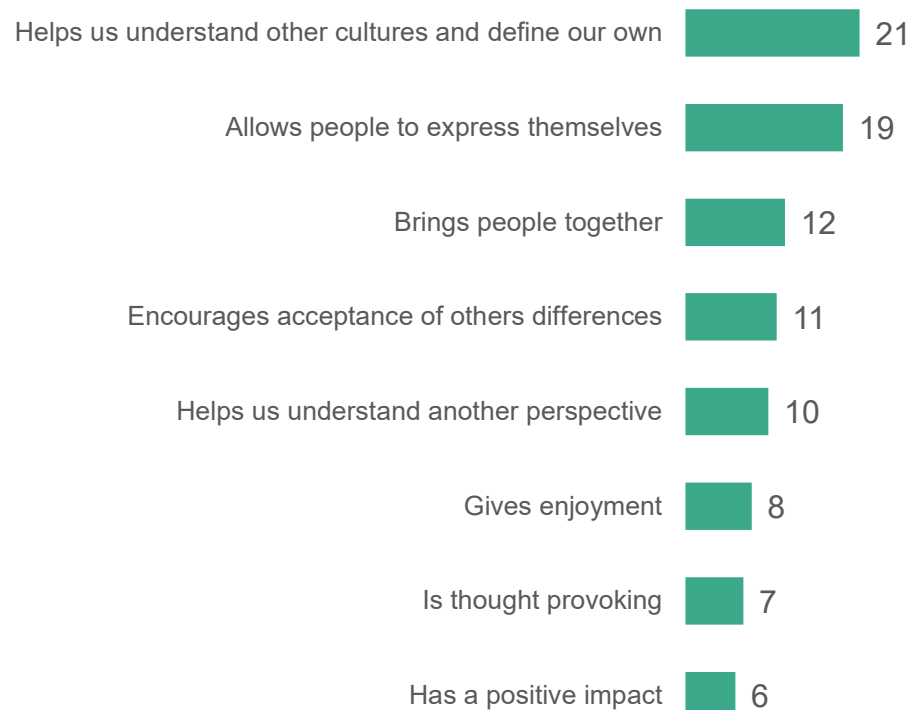 Helps us understand other cultures and define our own 21
Allows people to express themselves 19
Brings people together 12
Encourages acceptance of others differences 11
Helps us understand another perspective 10
Gives enjoyment 8
Is thought provoking 7
Has a positive impact 6